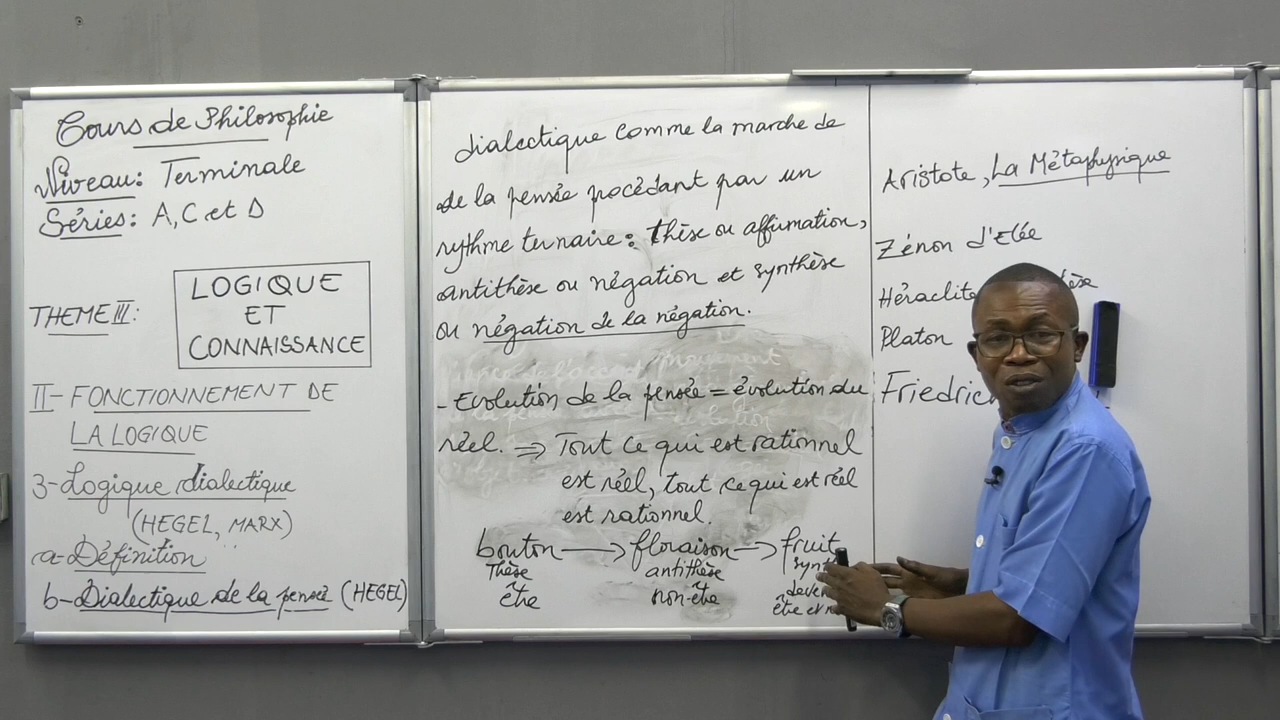 Cours de Philosophie
Niveau: Terminale
Séries: A, C et D
THEME III:
LOGIQUE
ET
CONNAISSANCE
II- FONCTIONNEMENT DE
LA LOGIQUE
3- Logique dialectique
(HEGEL, MARX)
a- Définition
b- Dialectique de la pensée (HEGEL)
dialectique comme la marche de
de la pensée procédant par un
rythme ternaire: thèse ou affirmation,
antithèse ou négation et synthèse
ou négation de la négation.
- Evolution de la pensée = évolution du
réel. => Tout ce qui est rationnel
est réel, tout ce qui est réel
est rationnel.
bouton → floraison → fruit
Thèse antithèse
être non-être
Aristote, La Métaphysique
Zénon d'Elée
Héraclite
Platon
Friedrich